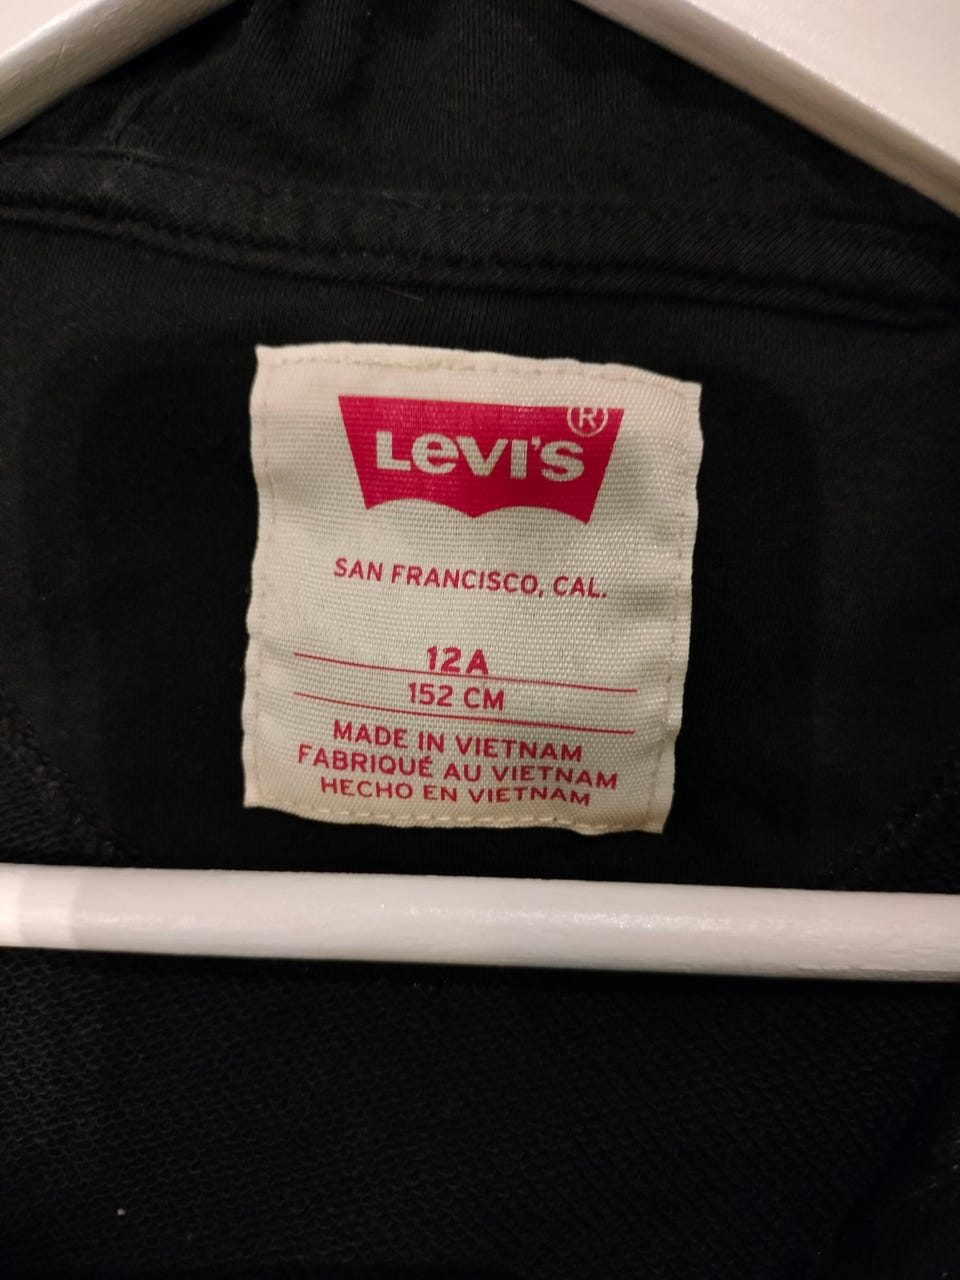 LEVI'S ®
SAN FRANCISCO, CAL.
12A
152 CM
MADE IN VIETNAM
FABRIQUÉ AU VIETNAM
HECHO EN VIETNAM